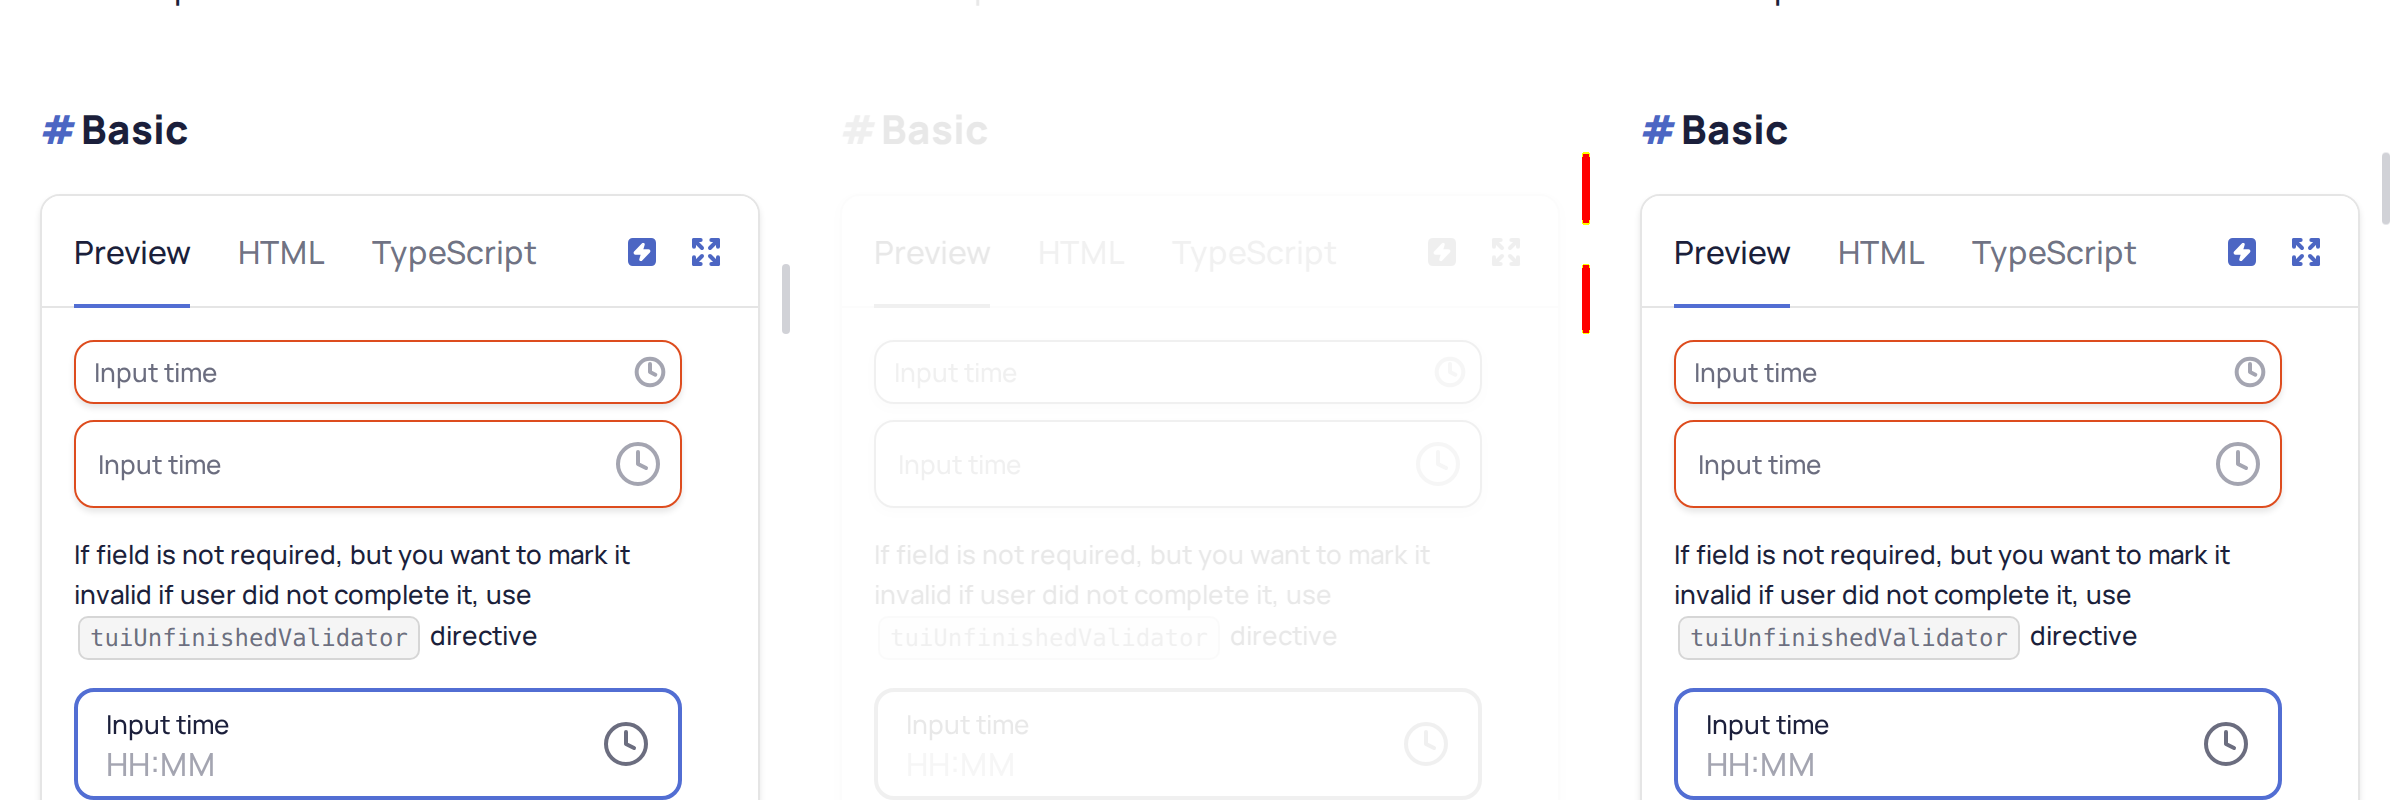 # Basic
Preview HTML TypeScript
Input time
Input time
If field is not required, but you want to mark it
invalid if user did not complete it, use
tuiUnfinishedValidator directive
Input time
HH:MM
# Basic
Preview HTML TypeScript
Input time
Input time
If field is not required, but you want to mark it
invalid if user did not complete it, use
tuiUnfinishedValidator directive
Input time
HH:MM
# Basic
Preview HTML TypeScript
Input time
Input time
If field is not required, but you want to mark it
invalid if user did not complete it, use
tuiUnfinishedValidator directive
Input time
HH:MM